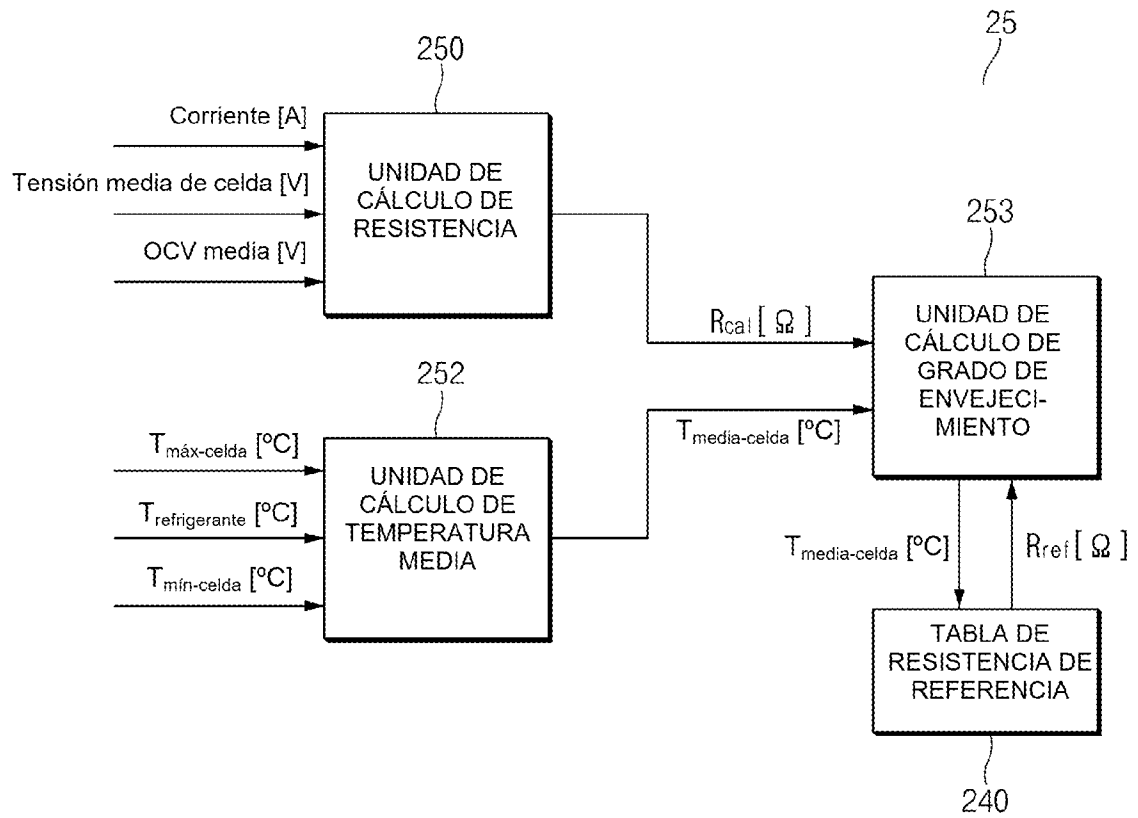 25
250
Corriente [A]
Tensión media de celda [V]
OCV media [V]
UNIDAD DE
CÁLCULO DE
RESISTENCIA
253
UNIDAD DE
CÁLCULO DE
GRADO DE
ENVEJECI-
MIENTO
Rcal [ Ω ]
252
Tmáx-celda [ºC]
Trefrigerante [ºC]
Tmín-celda [ºC]
UNIDAD DE
CÁLCULO DE
TEMPERATURA
MEDIA
Tmedia-celda [ºC]
Tmedia-celda [ºC]
Rref [ Ω ]
TABLA DE
RESISTENCIA DE
REFERENCIA
240